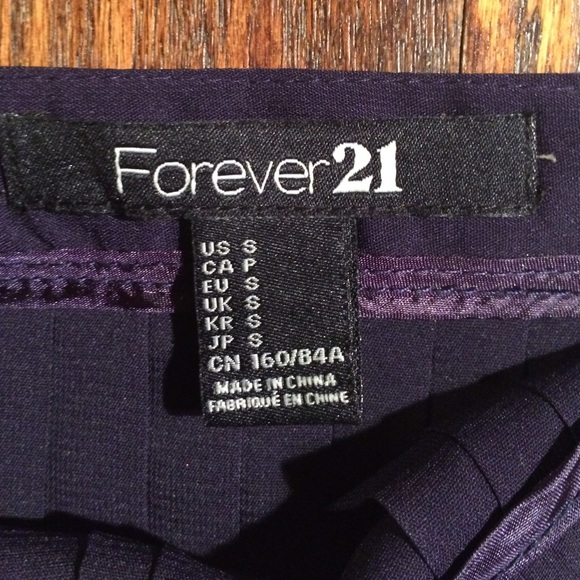 Forever21
US S
CA P
EU S
UK S
KR S
JP S
CN 160/84A
MADE IN CHINA
FABRIQUÉ EN CHINE